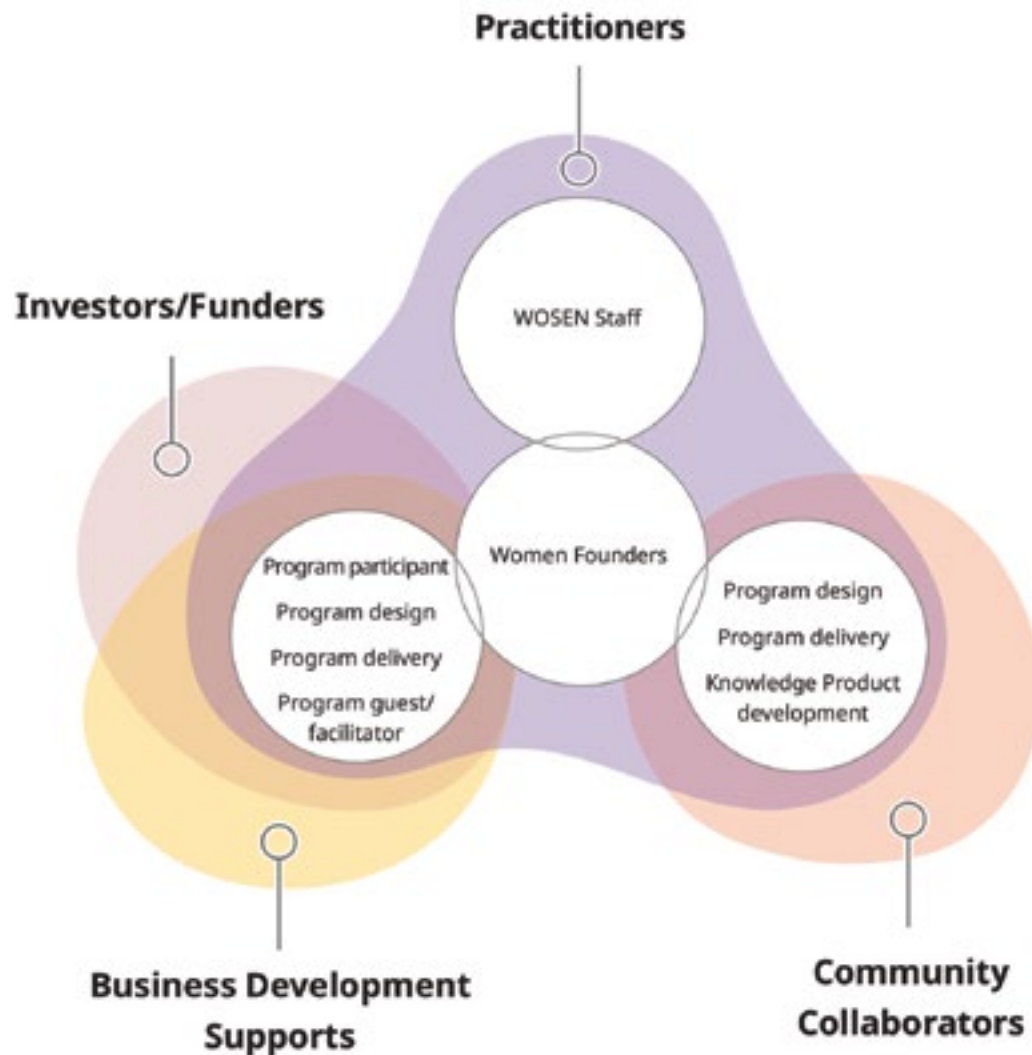 Practitioners
Investors/Funders
WOSEN Staff
Women Founders
Program participant
Program design
Program delivery
Program guest/
facilitator
Program design
Program delivery
Knowledge Product
development
Business Development
Supports
Community
Collaborators